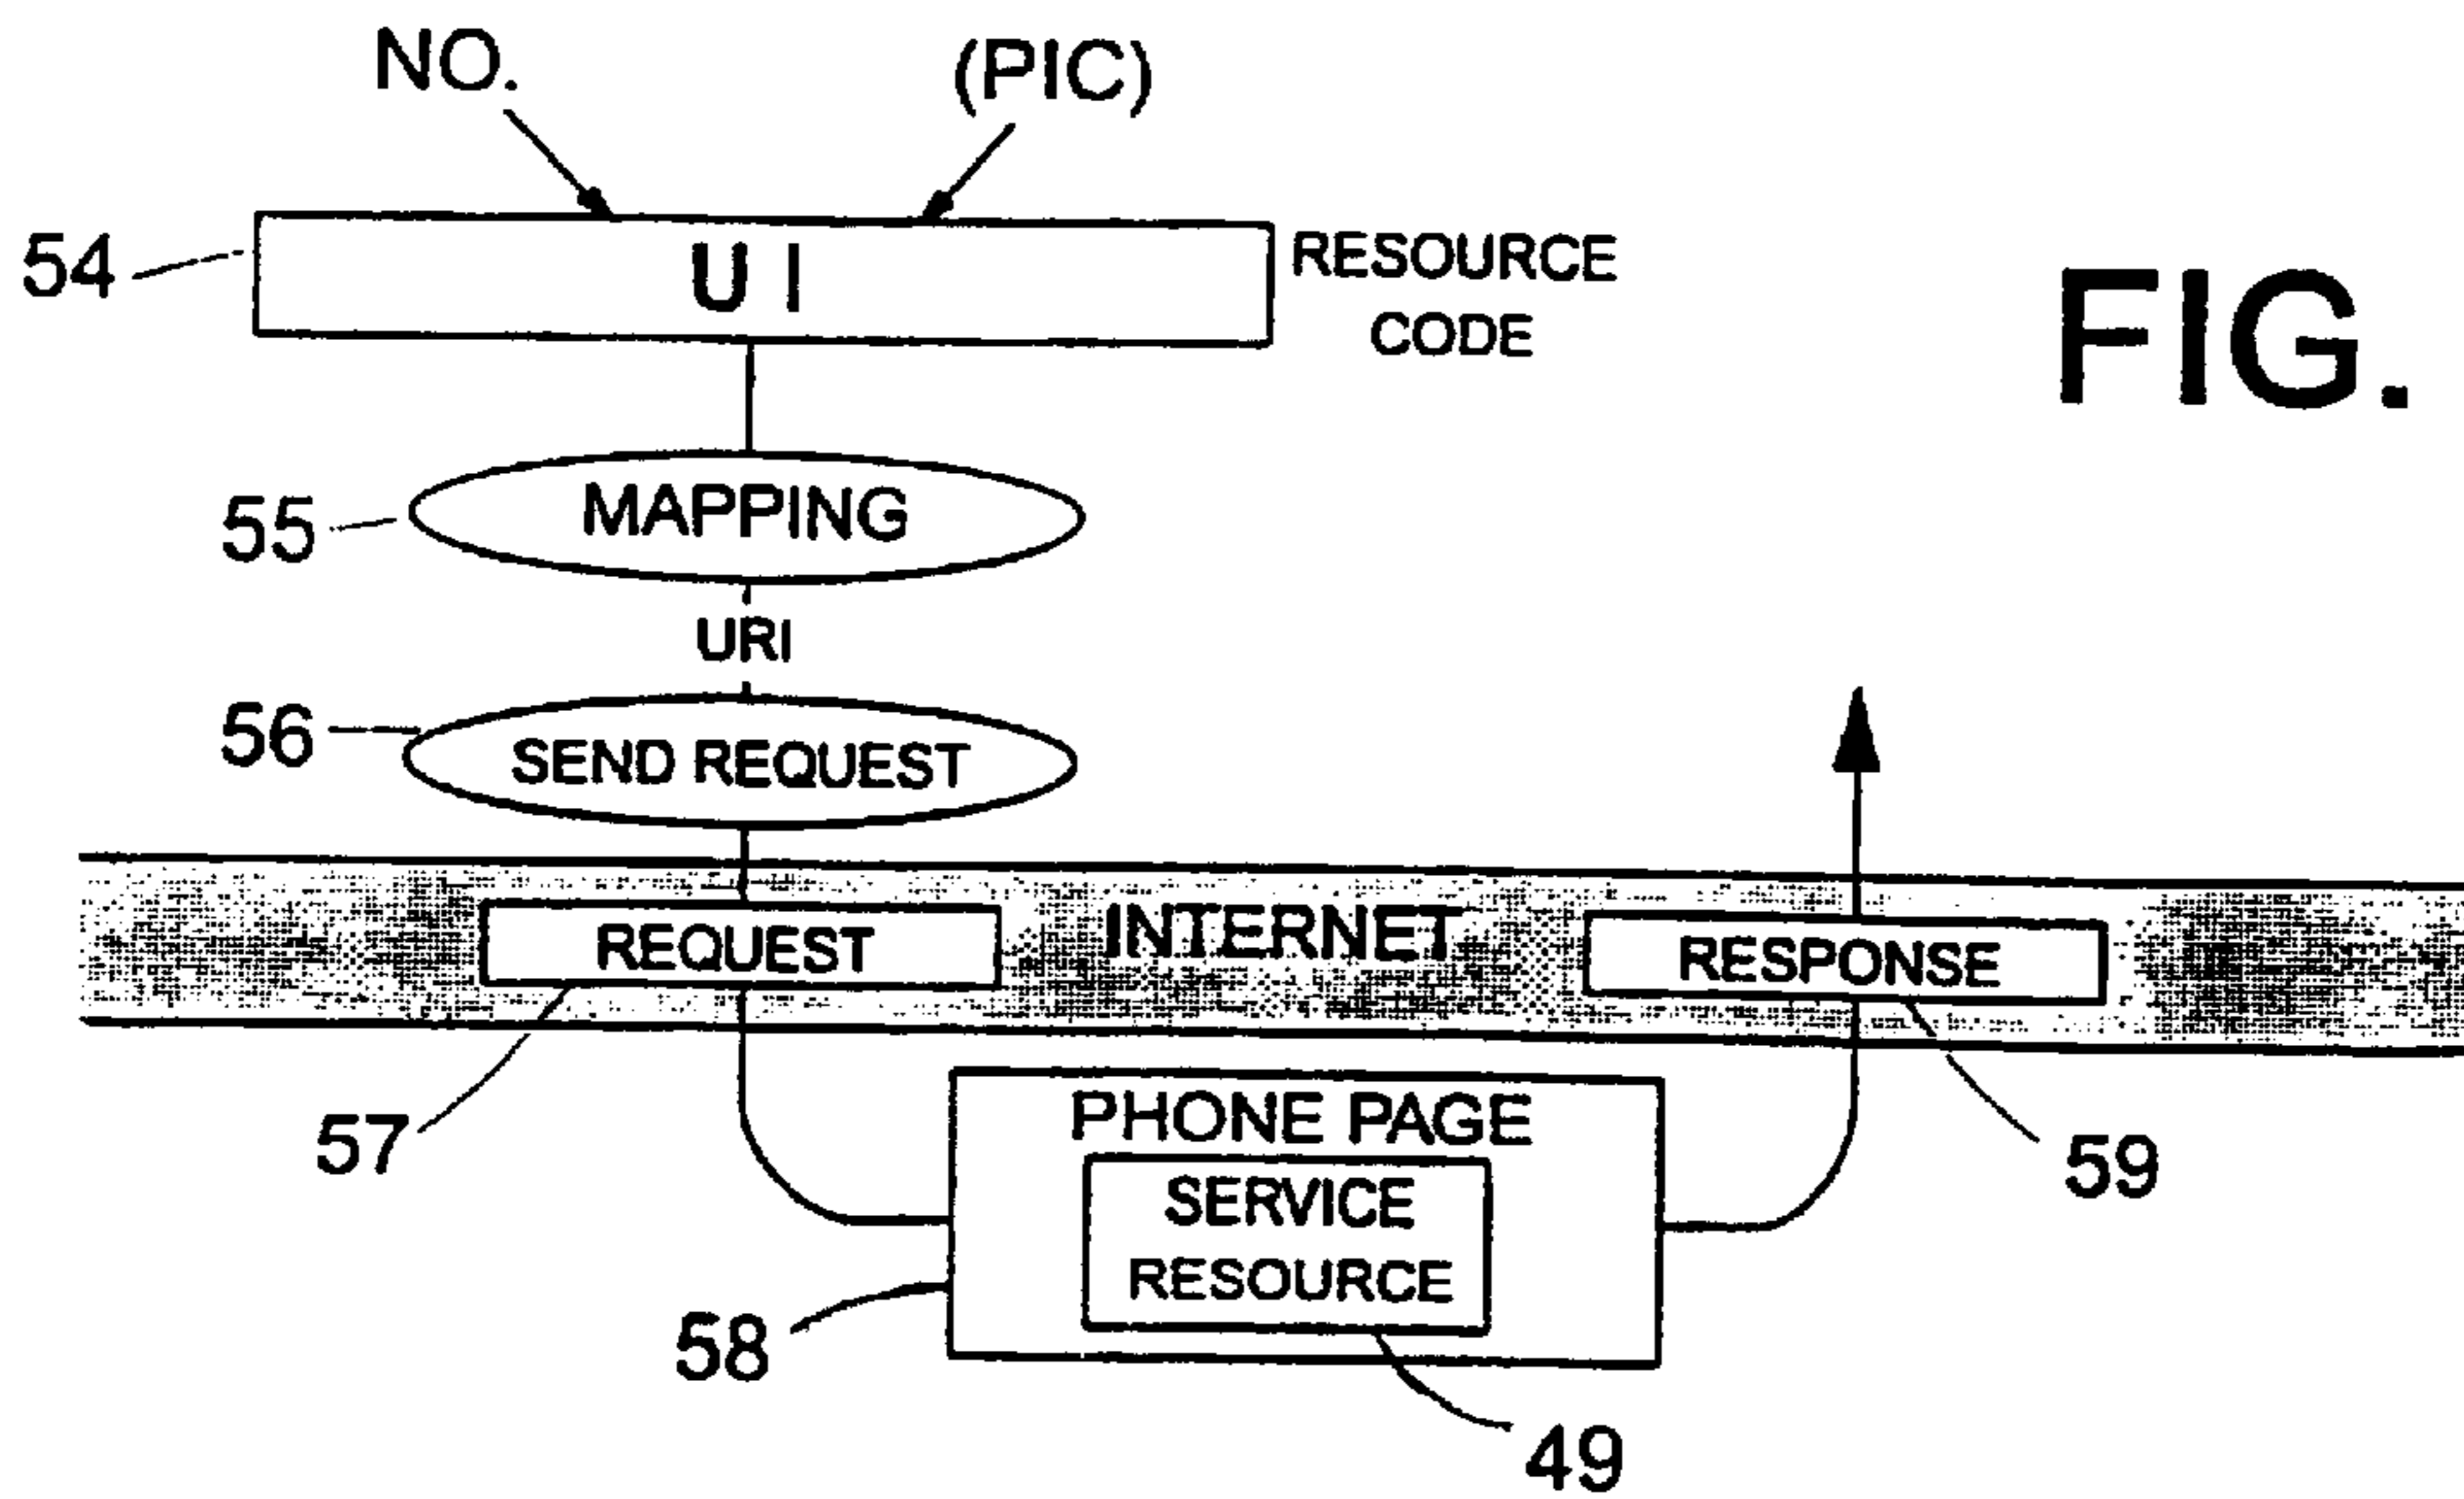 NO.
(PIC)
54
U I
RESOURCE
CODE
FIG.
55
MAPPING
URI
56
SEND REQUEST
REQUEST
INTERNET
RESPONSE
57
PHONE PAGE
SERVICE
RESOURCE
59
58
49